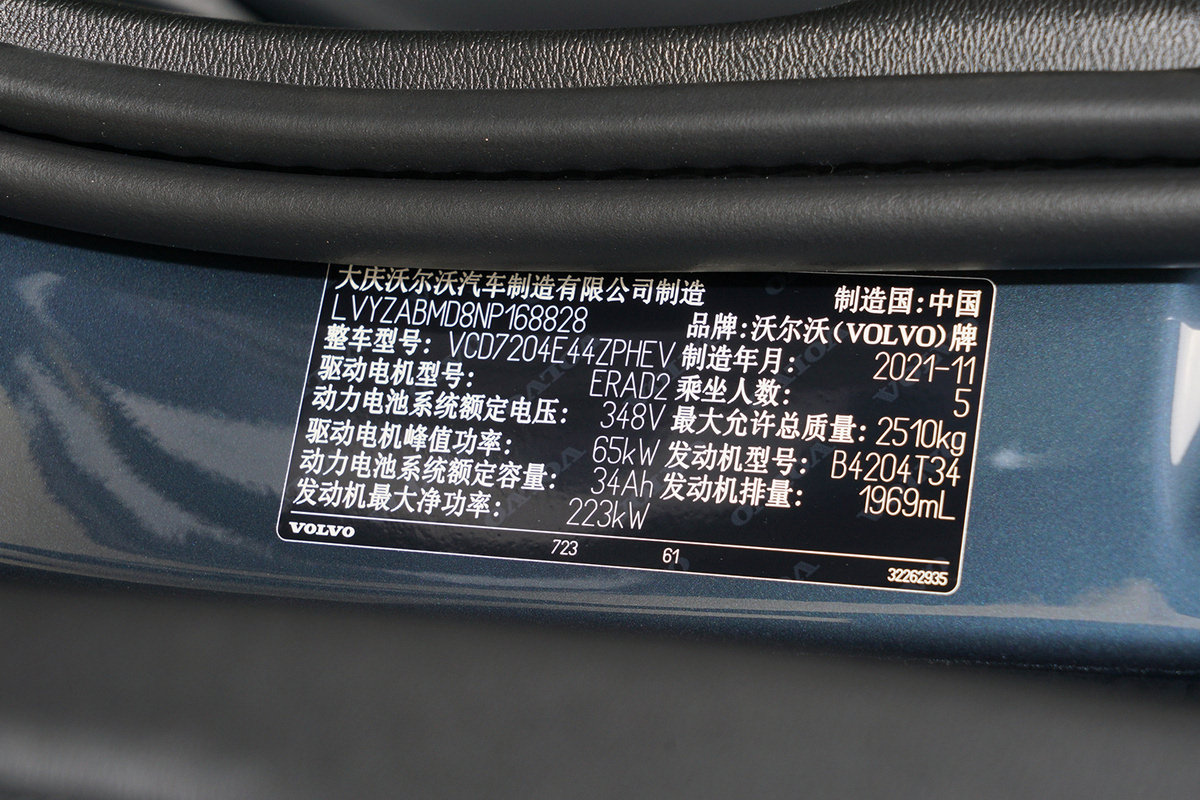 大庆沃尔沃汽车制造有限公司制造 制造国:中国
LVYZABMD8NP168828 品牌:沃尔沃(VOLVO)牌
整车型号: VCD7204E44ZPHEV 制造年月: 2021-11
驱动电机型号: ERAD2 乘坐人数: 5
动力电池系统额定电压: 348V 最大允许总质量: 2510kg
驱动电机峰值功率: 65kW 发动机型号: B4204T34
动力电池系统额定容量: 34Ah 发动机排量: 1969mL
发动机最大净功率: 223kW
VOLVO
723 61
32262935